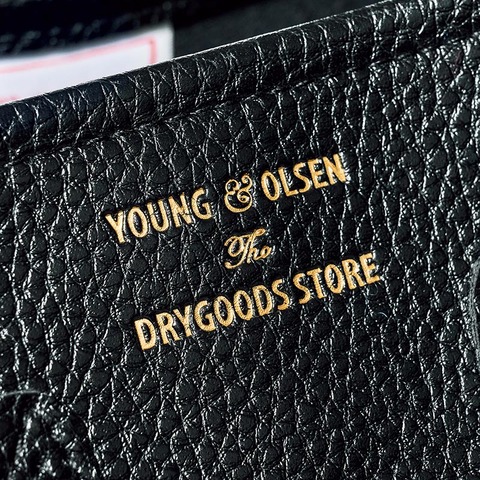 YOUNG & OLSEN
The
DRYGOODS STORE